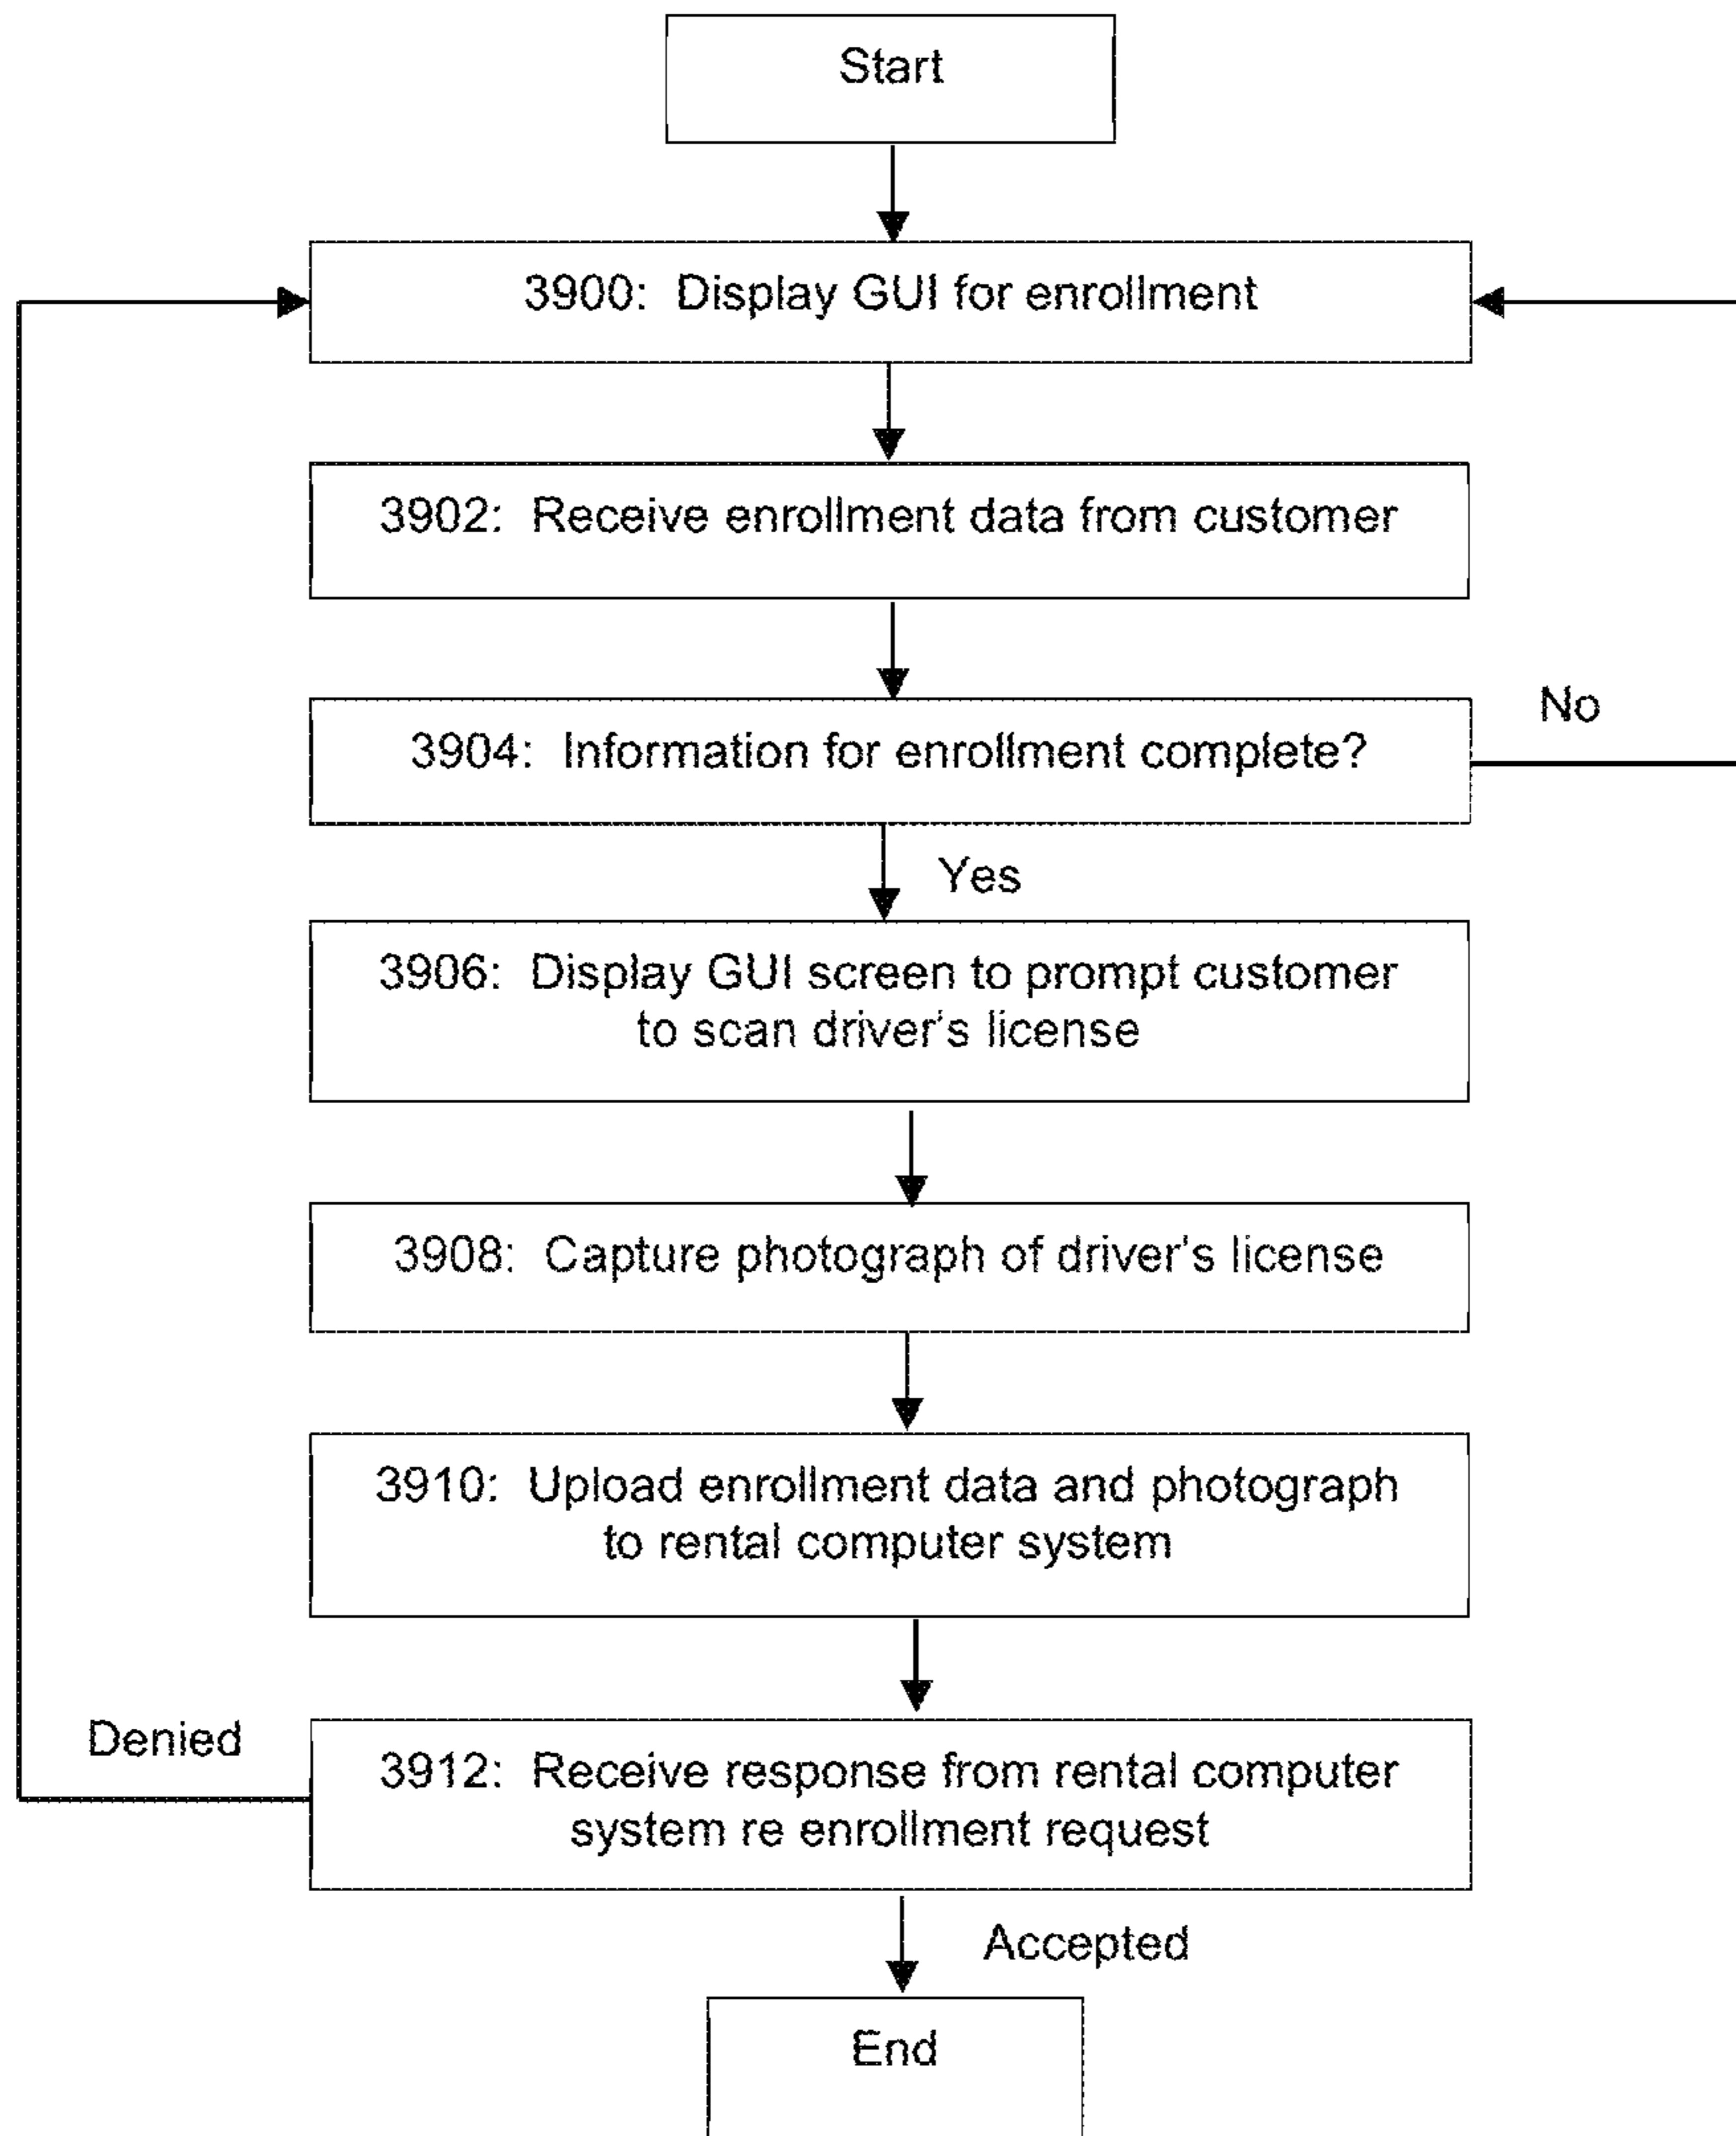 Start
3900: Display GUI for enrollment
3902: Receive enrollment data from customer
No
3904: Information for enrollment complete?
Yes
3906: Display GUI screen to prompt customer
to scan driver's license
3908: Capture photograph of driver's license
3910: Upload enrollment data and photograph
to rental computer system
Denied
3912: Receive response from rental computer
system re enrollment request
Accepted
End